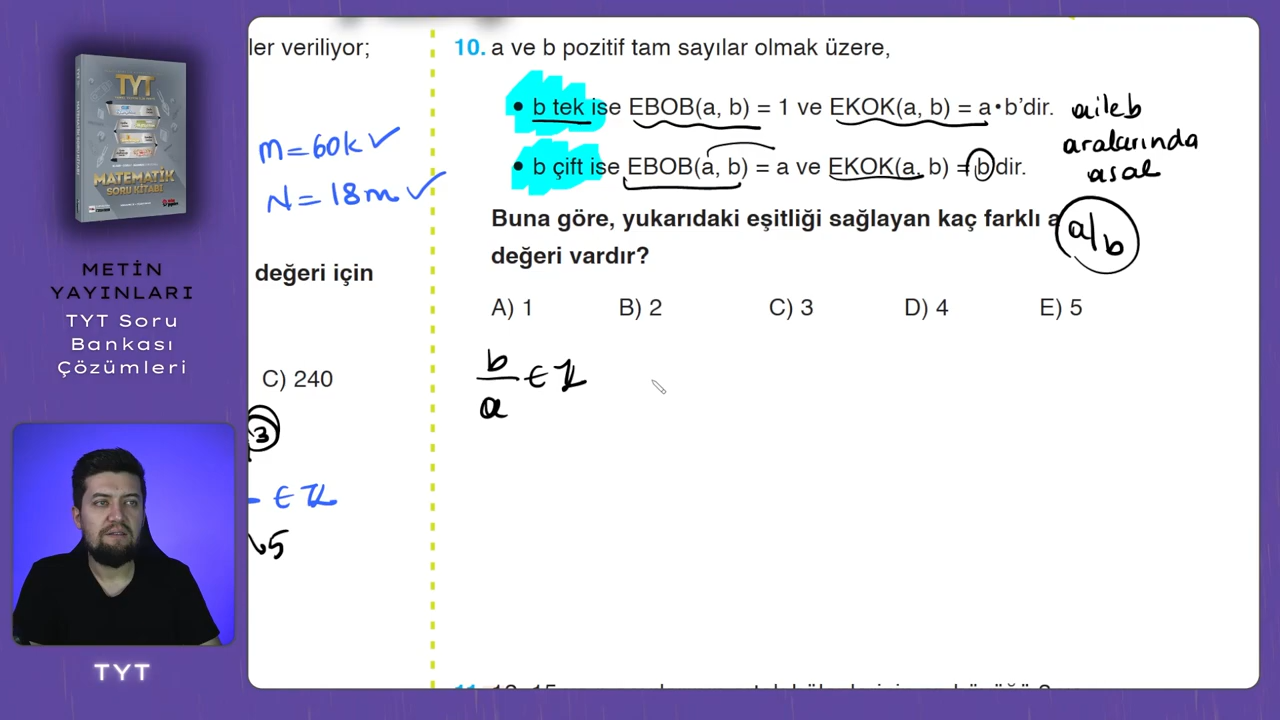 TYT
MATEMATİK
SORU KİTABI
METİN
YAYINLARI
TYT Soru
Bankası
Çözümleri
TYT
ler veriliyor;
m = 60k ✓
N = 18m ✓
değeri için
C) 240
3
∈ Z
10. a ve b pozitif tam sayılar olmak üzere,
• b tek ise EBOB(a, b) = 1 ve EKOK(a, b) = a・b'dir.
• b çift ise EBOB(a, b) = a ve EKOK(a, b) = b'dir.
a ile b
aralarında
asal
Buna göre, yukarıdaki eşitliği sağlayan kaç farklı a
değeri vardır?
a/b
A) 1 B) 2 C) 3 D) 4 E) 5
b/a ∈ Z